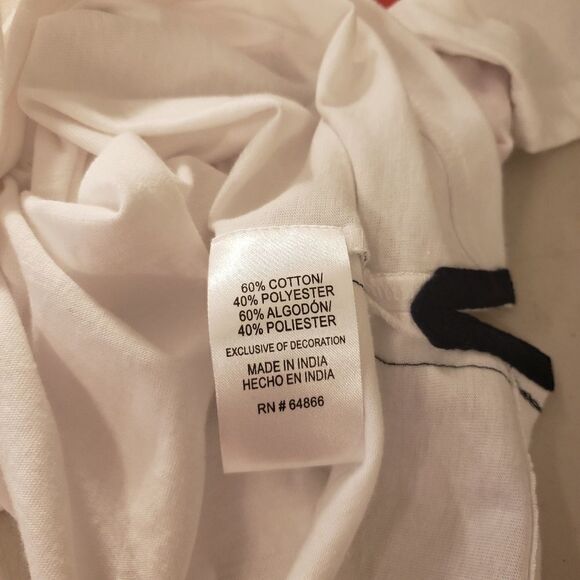 60% COTTON/
40% POLYESTER
60% ALGODÓN/
40% POLIESTER
EXCLUSIVE OF DECORATION
MADE IN INDIA
HECHO EN INDIA
RN # 64866